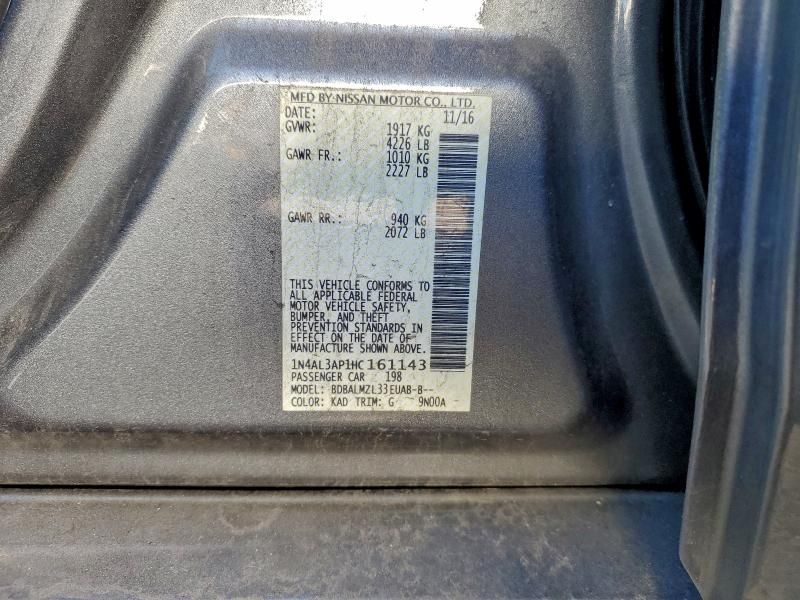 MFD BY NISSAN MOTOR CO., LTD.
DATE: 11/16
GVWR: 1917 KG
4226 LB
GAWR FR.: 1010 KG
2227 LB
GAWR RR.: 940 KG
2072 LB
THIS VEHICLE CONFORMS TO
ALL APPLICABLE FEDERAL
MOTOR VEHICLE SAFETY,
BUMPER, AND THEFT
PREVENTION STANDARDS IN
EFFECT ON THE DATE OF
MANUFACTURE SHOWN ABOVE.
1N4AL3AP1HC161143
PASSENGER CAR 198
MODEL: BDBALMZL33EUAB-B--
COLOR: KAD TRIM: G 9N00A